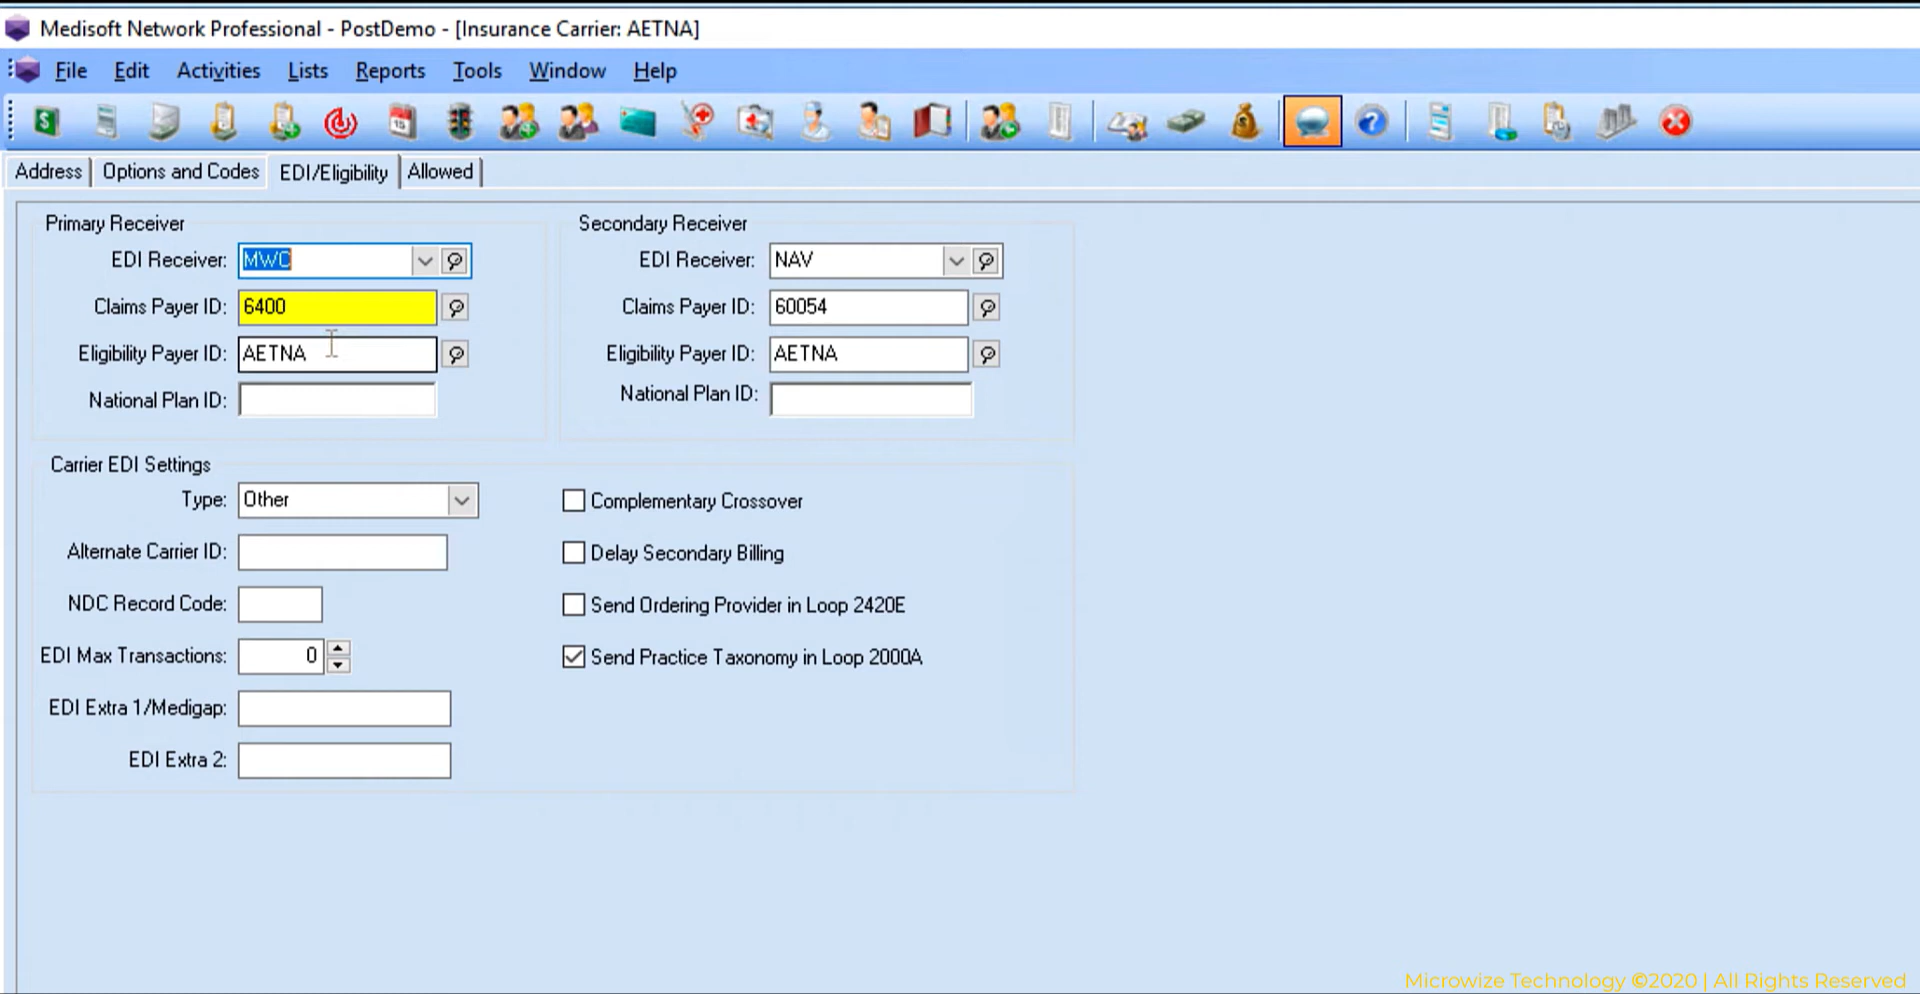 Medisoft Network Professional - PostDemo - [Insurance Carrier: AETNA]
File Edit Activities Lists Reports Tools Window Help
$ 15 ?
Address Options and Codes EDI/Eligibility Allowed
Primary Receiver Secondary Receiver
EDI Receiver: MWC EDI Receiver: NAV
Claims Payer ID: 6400 Claims Payer ID: 60054
Eligibility Payer ID: AETNA Eligibility Payer ID: AETNA
National Plan ID: National Plan ID:
Carrier EDI Settings
Type: Other Complementary Crossover
Alternate Carrier ID: Delay Secondary Billing
NDC Record Code: Send Ordering Provider in Loop 2420E
EDI Max Transactions: 0 Send Practice Taxonomy in Loop 2000A
EDI Extra 1/Medigap:
EDI Extra 2:
Microwize Technology ©2020 | All Rights Reserved